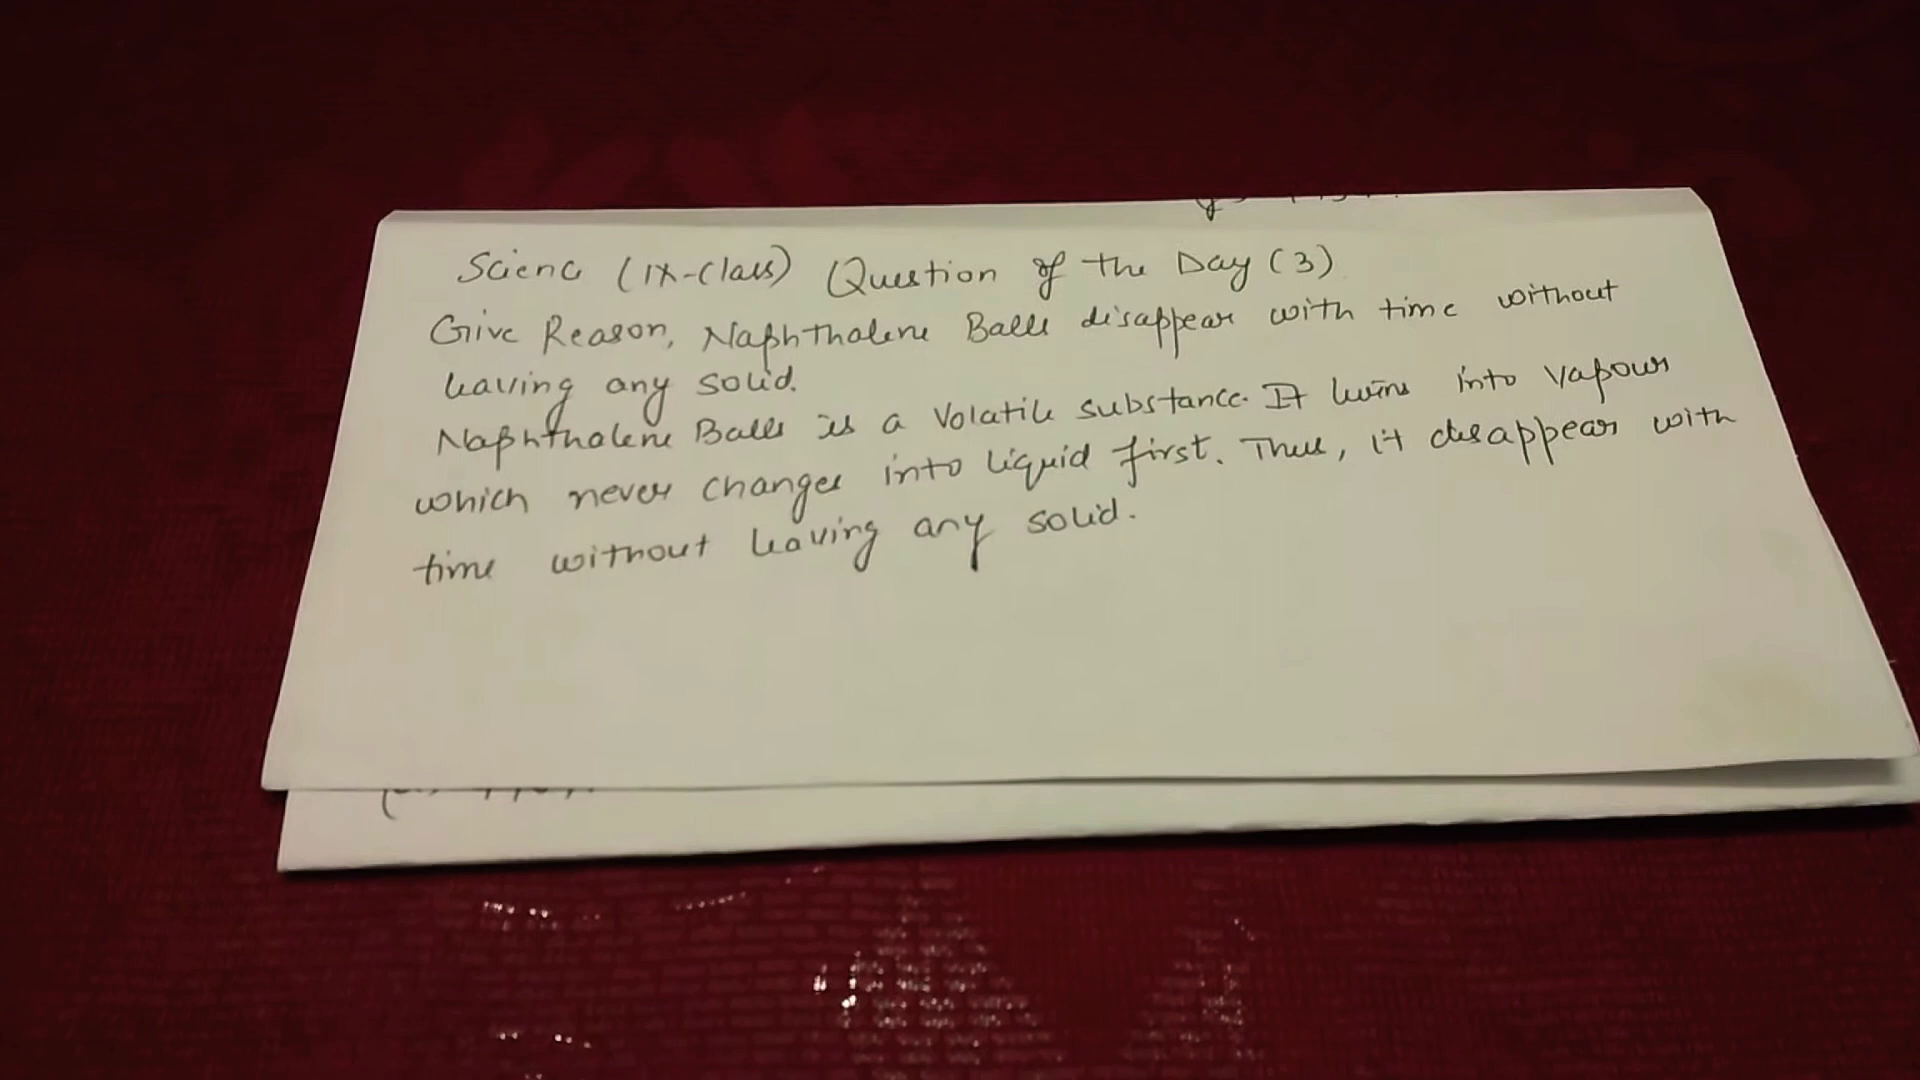 Scienc (IX-Class) Question of the Day (3)
Give Reason, Naphthalene Balls disappear with time without
leaving any solid.
Naphthalene Balls is a Volatile substance. It turns into vapours
which never changes into liquid first. Thus, it disappear with
time without leaving any solid.